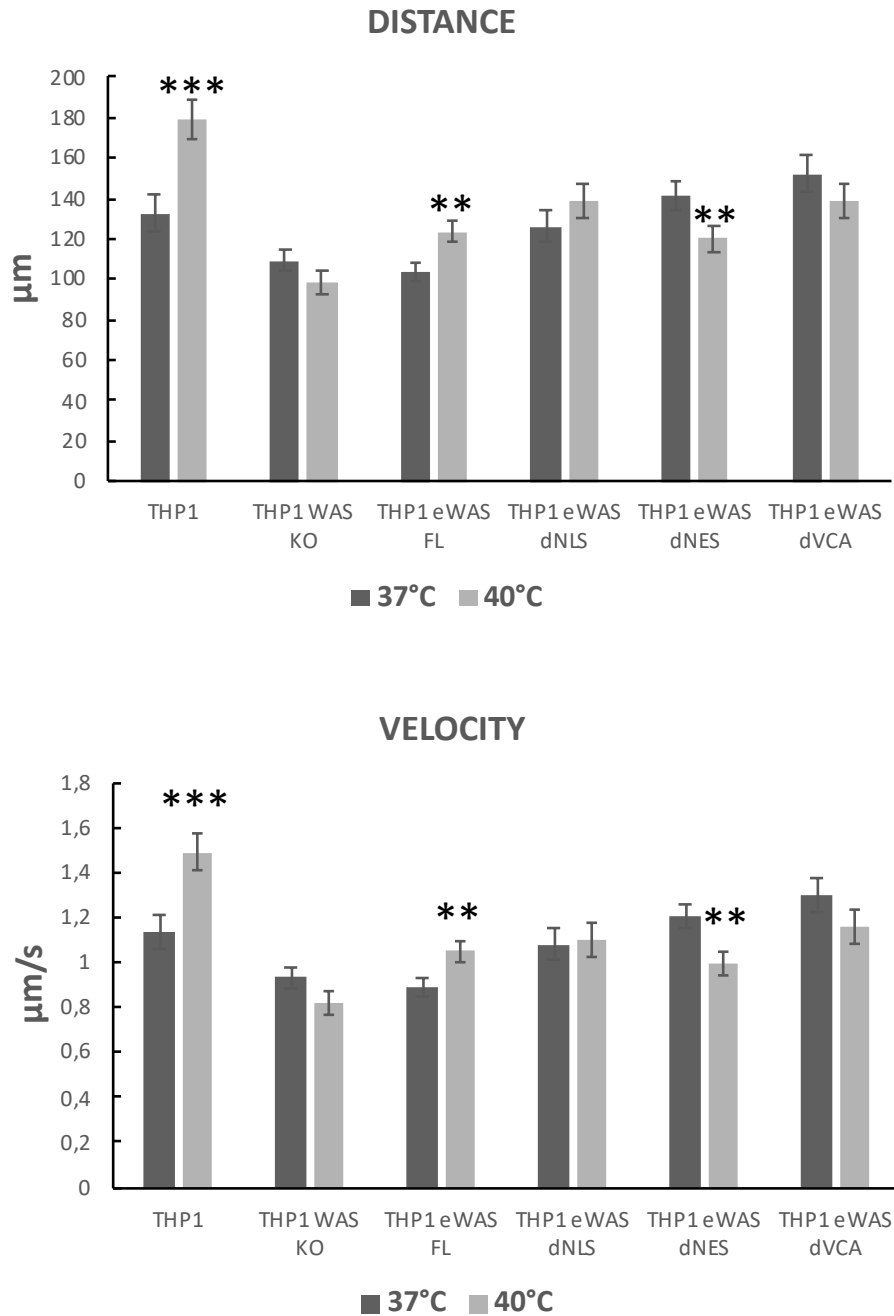 DISTANCE
200
180
160
140
120
100
80
60
40
20
0
µm
***
**
**
THP1 THP1 WAS THP1 eWAS THP1 eWAS THP1 eWAS THP1 eWAS
KO FL dNLS dNES dVCA
37°C 40°C
VELOCITY
1,8
1,6
1,4
1,2
1
0,8
0,6
0,4
0,2
0
µm/s
***
**
**
THP1 THP1 WAS THP1 eWAS THP1 eWAS THP1 eWAS THP1 eWAS
KO FL dNLS dNES dVCA
37°C 40°C